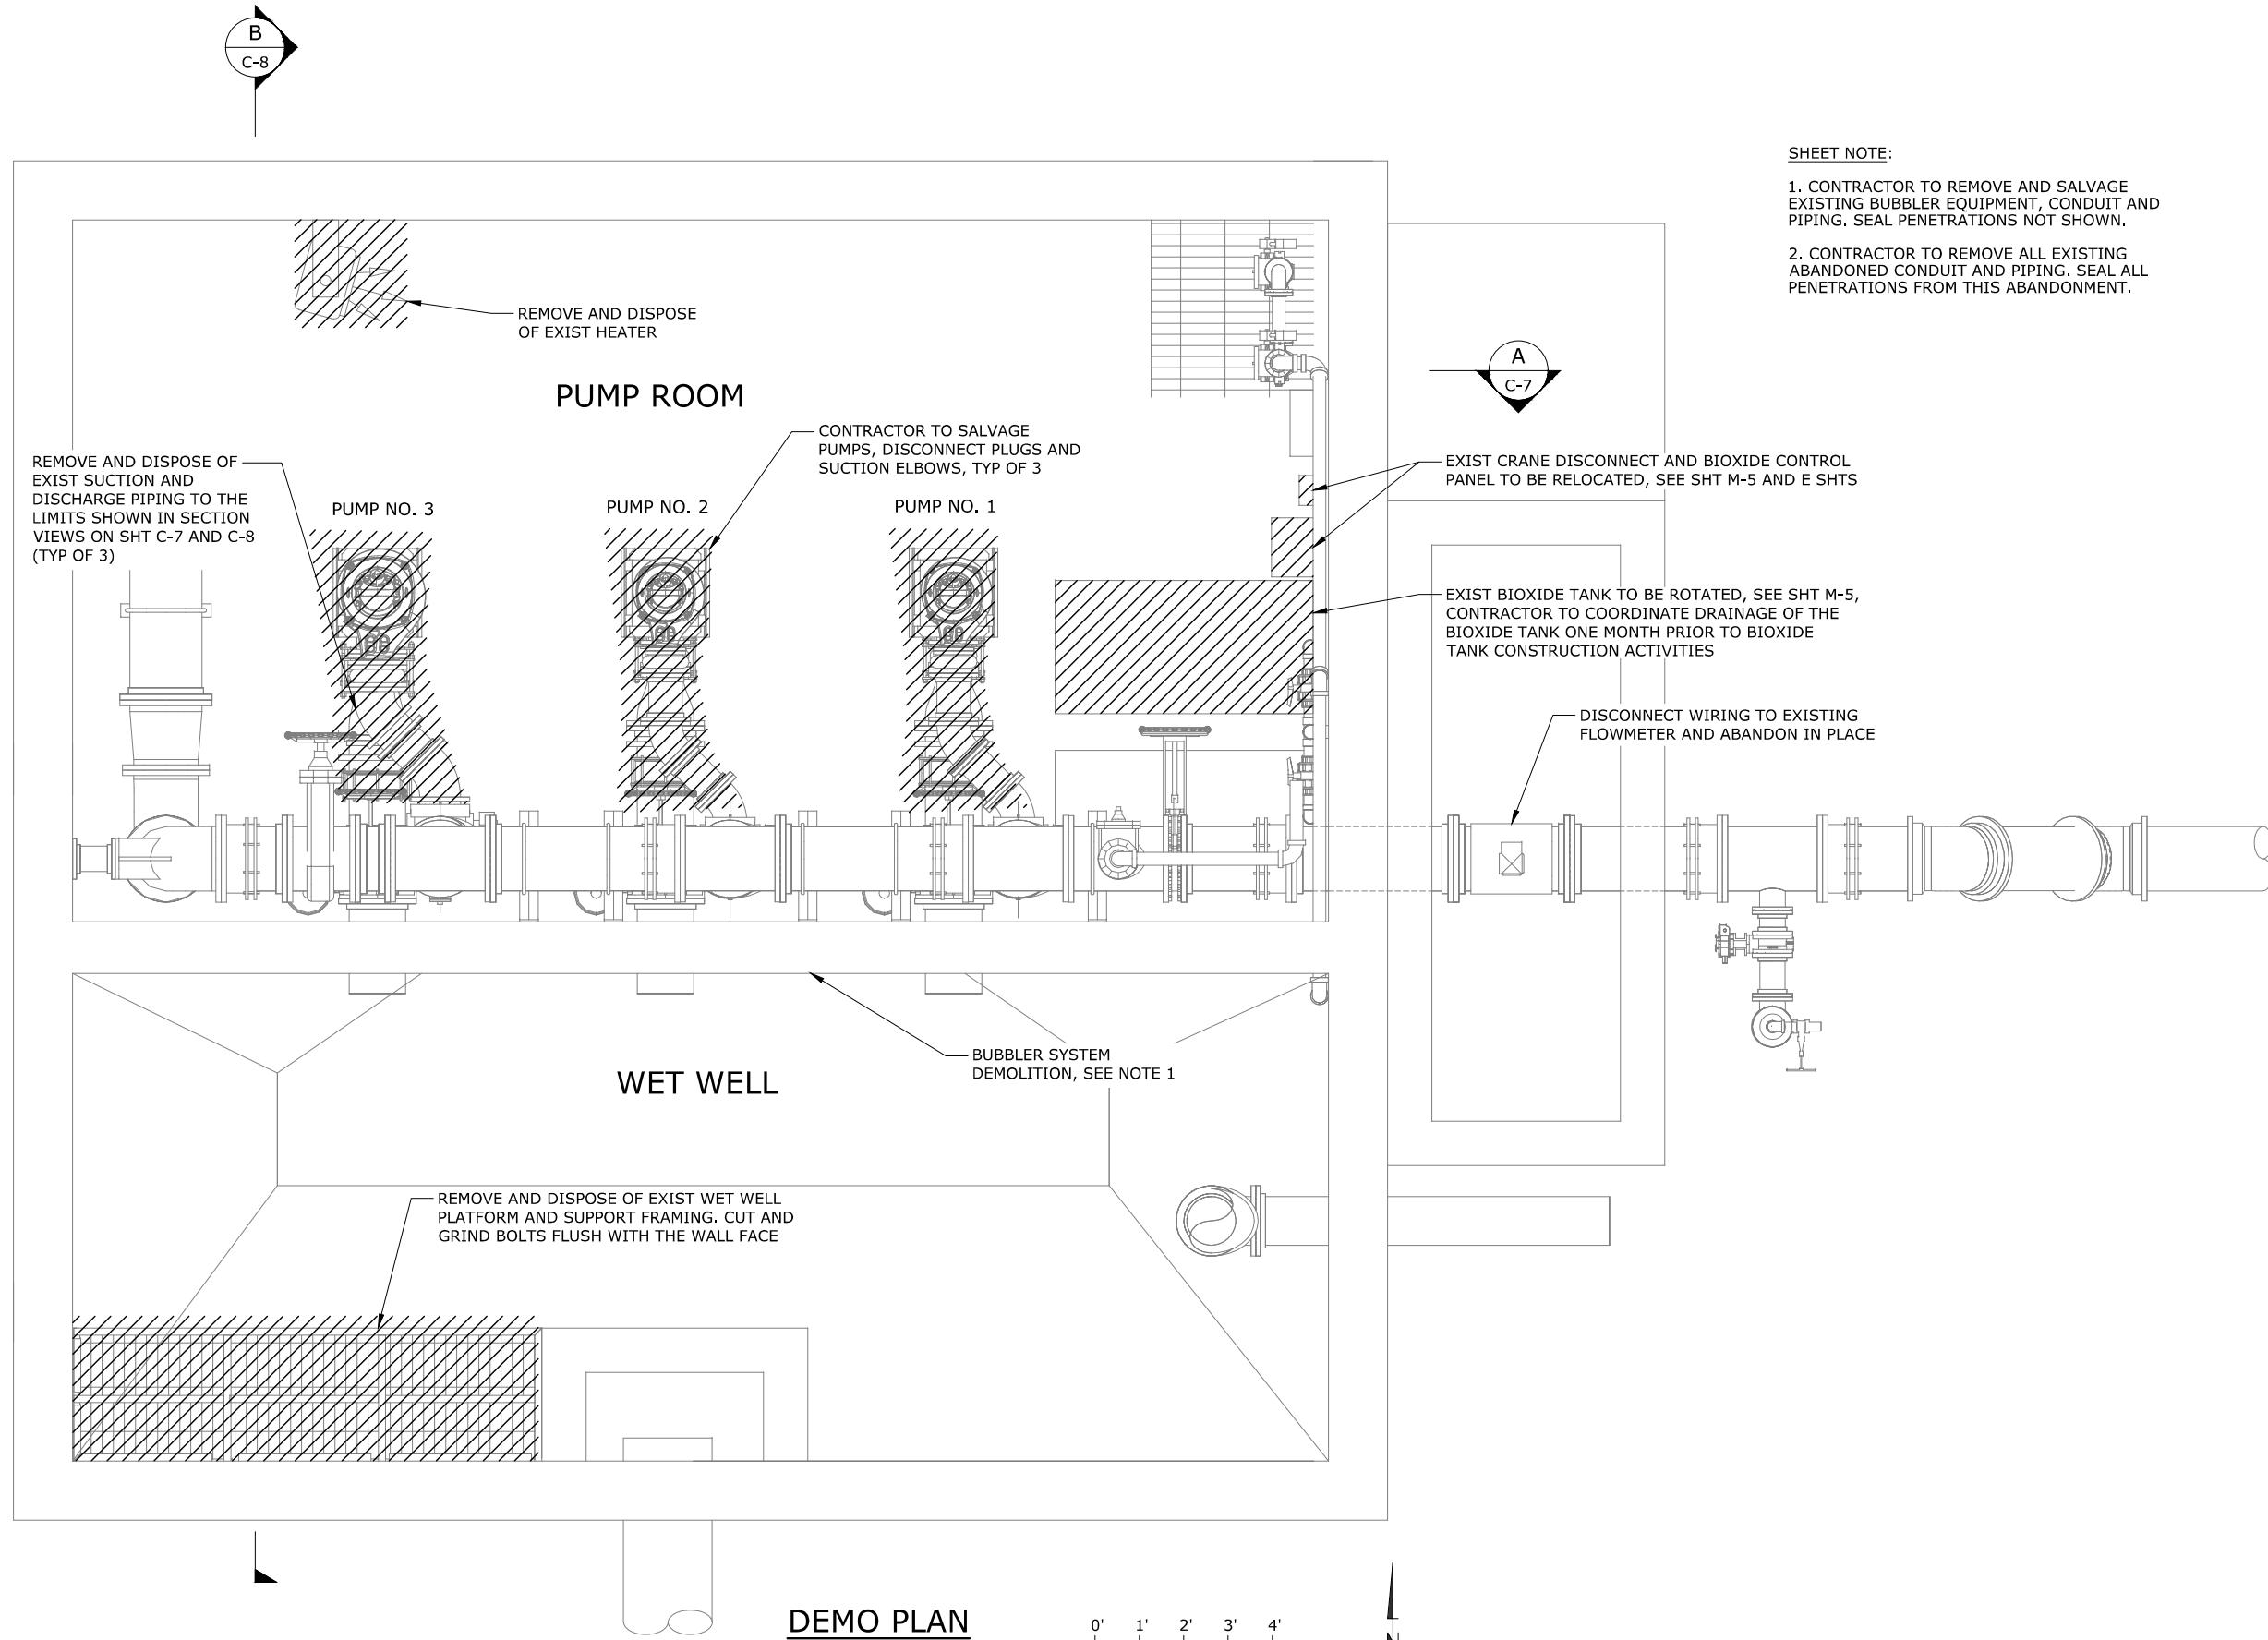 B
C-8
SHEET NOTE:
1. CONTRACTOR TO REMOVE AND SALVAGE
EXISTING BUBBLER EQUIPMENT, CONDUIT AND
PIPING. SEAL PENETRATIONS NOT SHOWN.
2. CONTRACTOR TO REMOVE ALL EXISTING
ABANDONED CONDUIT AND PIPING. SEAL ALL
PENETRATIONS FROM THIS ABANDONMENT.
REMOVE AND DISPOSE
OF EXIST HEATER
PUMP ROOM
A
C-7
CONTRACTOR TO SALVAGE
PUMPS, DISCONNECT PLUGS AND
SUCTION ELBOWS, TYP OF 3
REMOVE AND DISPOSE OF
EXIST SUCTION AND
DISCHARGE PIPING TO THE
LIMITS SHOWN IN SECTION
VIEWS ON SHT C-7 AND C-8
(TYP OF 3)
EXIST CRANE DISCONNECT AND BIOXIDE CONTROL
PANEL TO BE RELOCATED, SEE SHT M-5 AND E SHTS
PUMP NO. 3
PUMP NO. 2
PUMP NO. 1
EXIST BIOXIDE TANK TO BE ROTATED, SEE SHT M-5,
CONTRACTOR TO COORDINATE DRAINAGE OF THE
BIOXIDE TANK ONE MONTH PRIOR TO BIOXIDE
TANK CONSTRUCTION ACTIVITIES
DISCONNECT WIRING TO EXISTING
FLOWMETER AND ABANDON IN PLACE
BUBBLER SYSTEM
DEMOLITION, SEE NOTE 1
WET WELL
REMOVE AND DISPOSE OF EXIST WET WELL
PLATFORM AND SUPPORT FRAMING. CUT AND
GRIND BOLTS FLUSH WITH THE WALL FACE
DEMO PLAN
0' 1' 2' 3' 4'